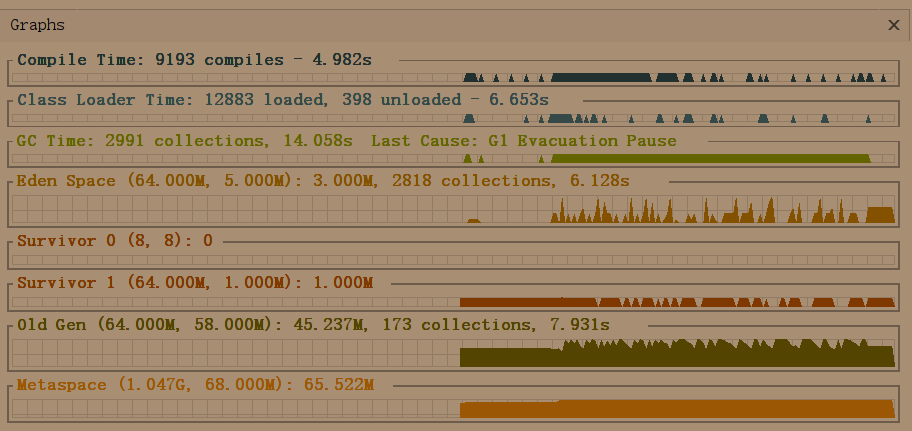 Graphs
Compile Time: 9193 compiles - 4.982s
Class Loader Time: 12883 loaded, 398 unloaded - 6.653s
GC Time: 2991 collections, 14.058s Last Cause: G1 Evacuation Pause
Eden Space (64.000M, 5.000M): 3.000M, 2818 collections, 6.128s
Survivor 0 (8, 8): 0
Survivor 1 (64.000M, 1.000M): 1.000M
Old Gen (64.000M, 58.000M): 45.237M, 173 collections, 7.931s
Metaspace (1.047G, 68.000M): 65.522M